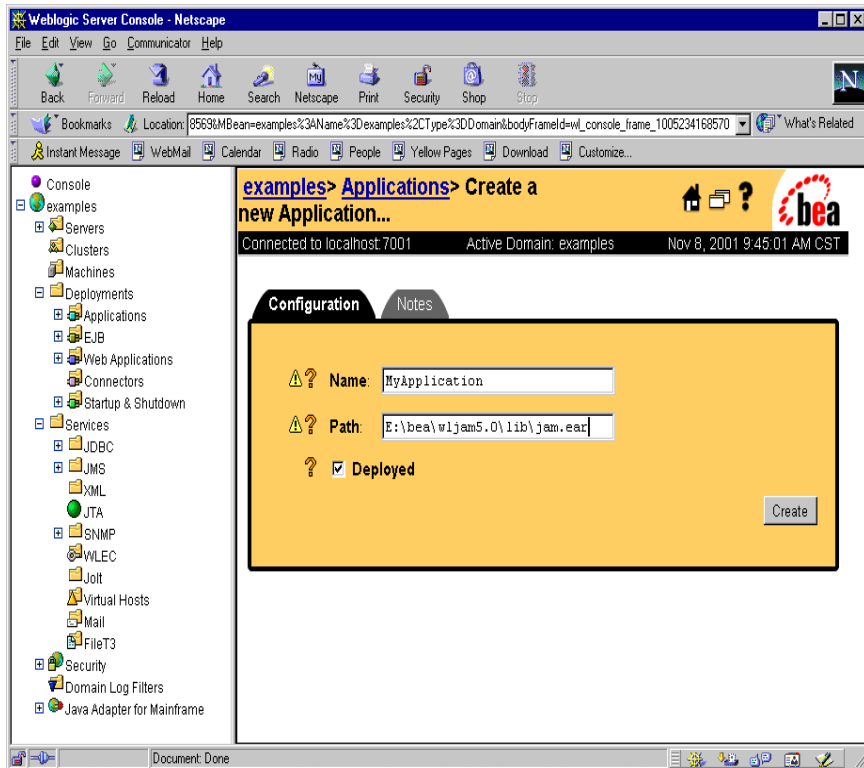 Weblogic Server Console - Netscape
File Edit View Go Communicator Help
Back Forward Reload Home Search Netscape Print Security Shop Stop
My
N
Bookmarks Location: 8569&MBean=examples%3AName%3Dexamples%2CType%3DDomain&bodyFrameId=wl_console_frame_1005234168570 What's Related
Instant Message WebMail Calendar Radio People Yellow Pages Download Customize...
Console
examples
Servers
Clusters
Machines
Deployments
Applications
EJB
Web Applications
Connectors
Startup & Shutdown
Services
JDBC
JMS
XML
JTA
SNMP
WLEC
Jolt
Virtual Hosts
Mail
FileT3
Security
Domain Log Filters
Java Adapter for Mainframe
examples> Applications> Create a
new Application...
? bea
Connected to localhost:7001 Active Domain: examples Nov 8, 2001 9:45:01 AM CST
Configuration Notes
? Name: MyApplication
? Path: E:\bea\wljam5.0\lib\jam.ear
? Deployed
Create
Document: Done